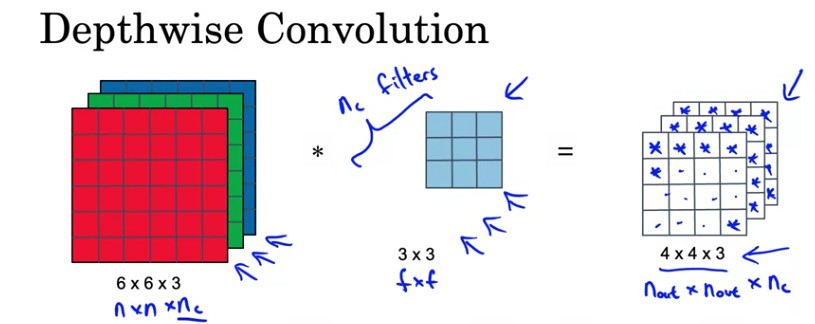 Depthwise Convolution
nc filters
*
=
6 x 6 x 3
n x n x nc
3 x 3
f x f
4 x 4 x 3
nout x nout x nc